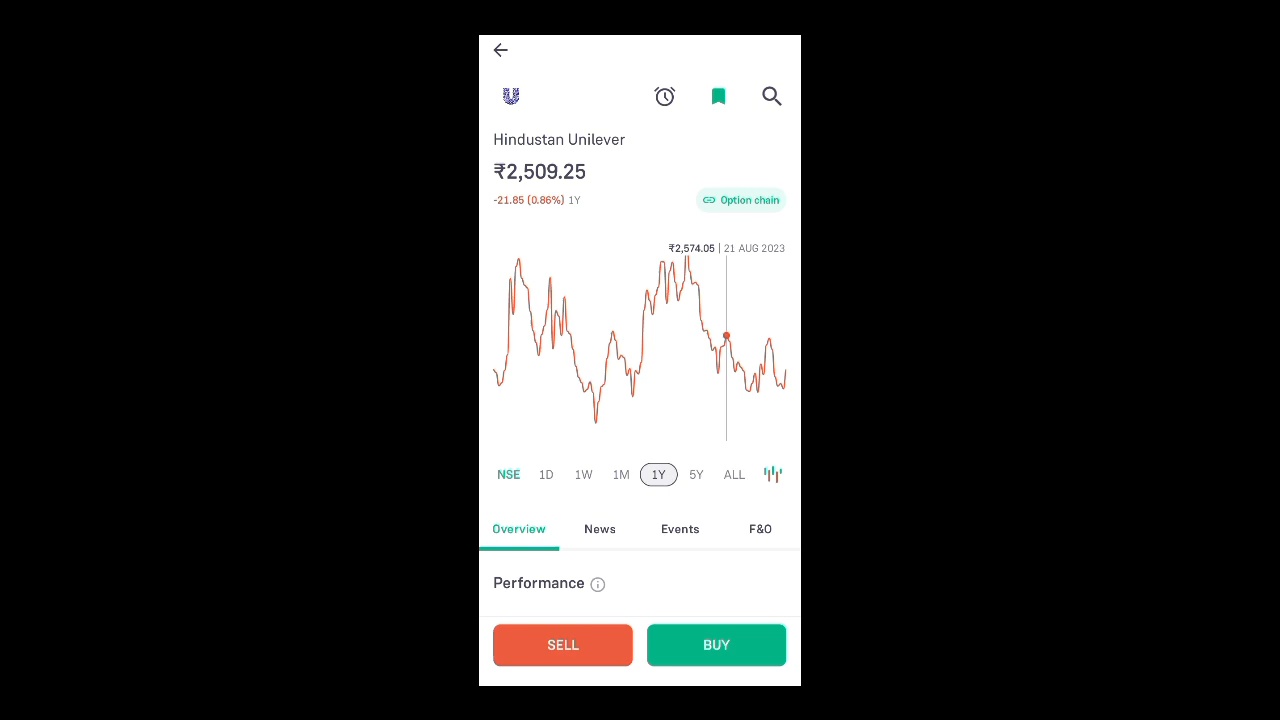 Hindustan Unilever
₹2,509.25
-21.85 (0.86%) 1Y
Option chain
₹2,574.05 | 21 AUG 2023
NSE 1D 1W 1M 1Y 5Y ALL
Overview News Events F&O
Performance
SELL BUY